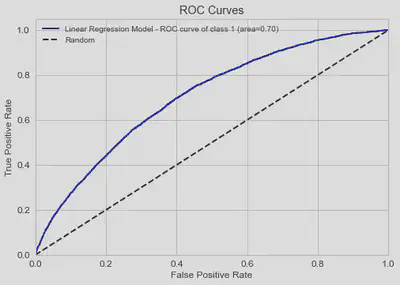 ROC Curves
Linear Regression Model - ROC curve of class 1 (area=0.70)
Random
True Positive Rate
1.0
0.8
0.6
0.4
0.2
0.0
0.0 0.2 0.4 0.6 0.8 1.0
False Positive Rate